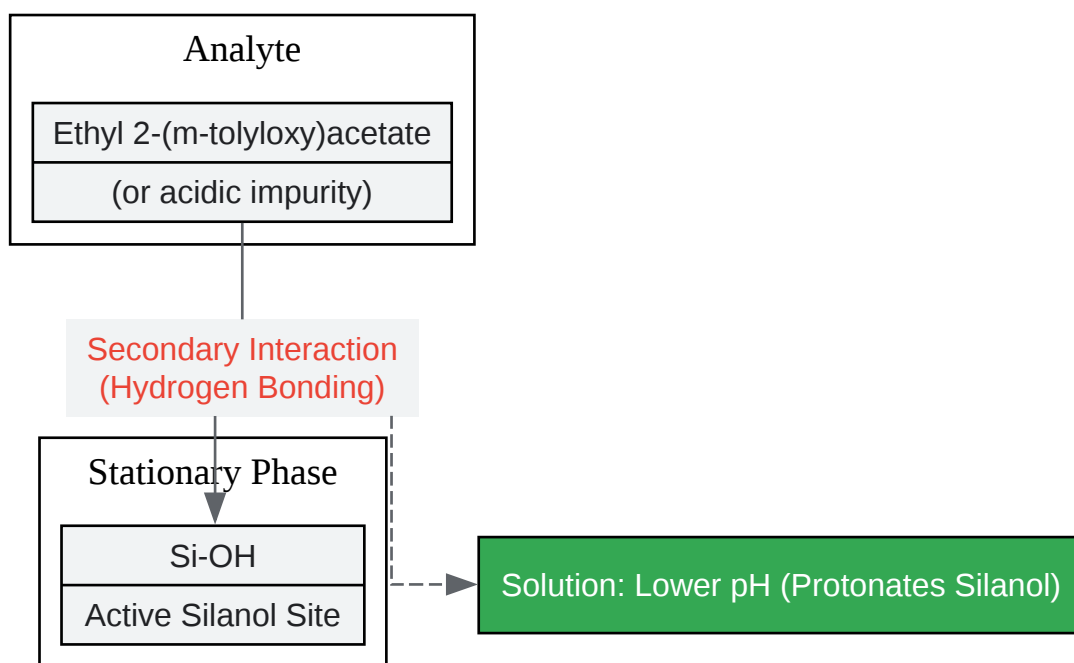 Analyte
Ethyl 2-(m-tolyloxy)acetate
(or acidic impurity)
Secondary Interaction
(Hydrogen Bonding)
Stationary Phase
Si-OH
Active Silanol Site
Solution: Lower pH (Protonates Silanol)